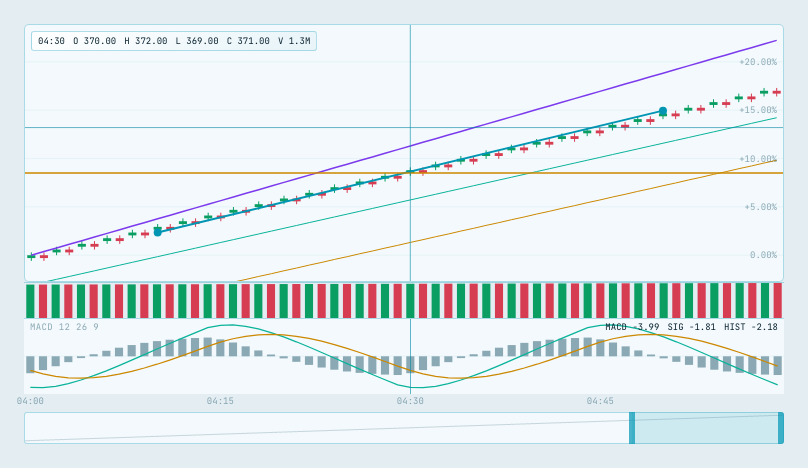 04:30 O 370.00 H 372.00 L 369.00 C 371.00 V 1.3M
+20.00%
+15.00%
+10.00%
+5.00%
0.00%
MACD 12 26 9
MACD -3.99 SIG -1.81 HIST -2.18
04:00 04:15 04:30 04:45